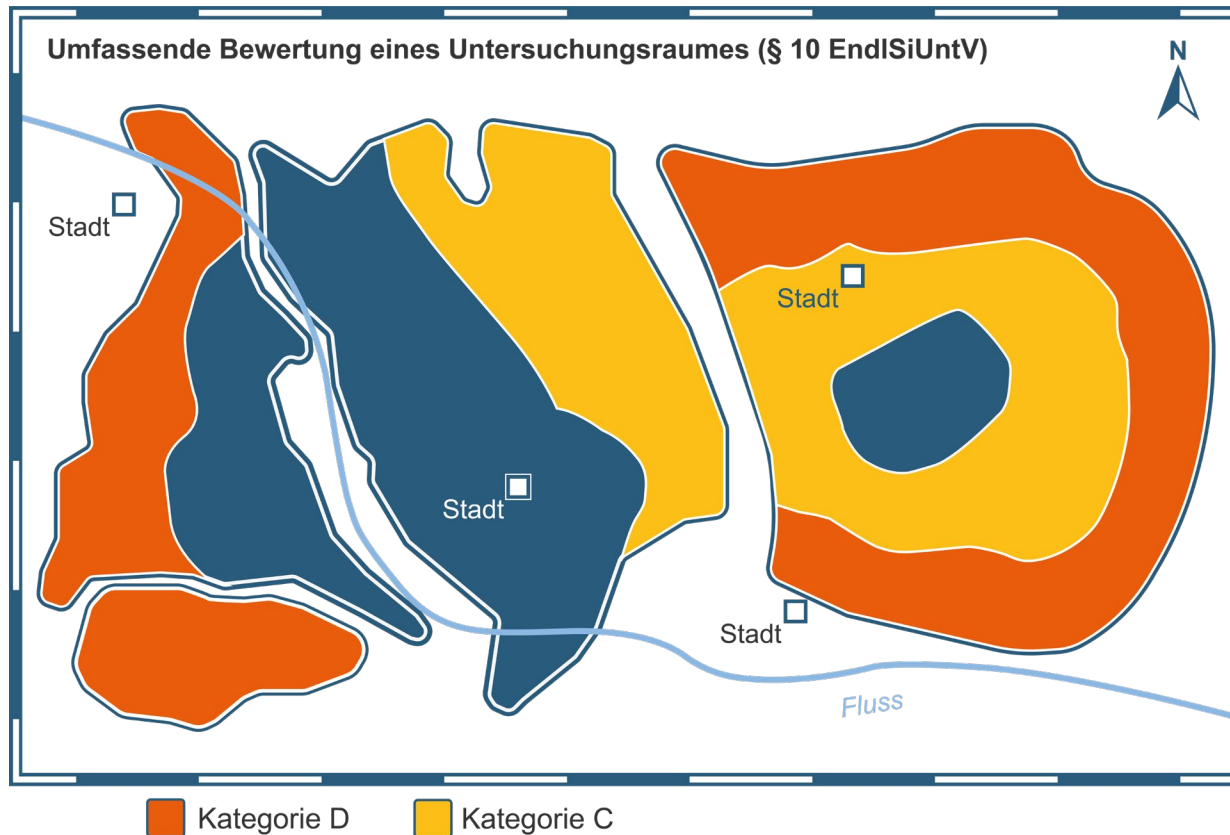 Umfassende Bewertung eines Untersuchungsraumes (§ 10 EndlSiUntV)
N
Stadt
Stadt
Stadt
Stadt
Fluss
Kategorie D
Kategorie C